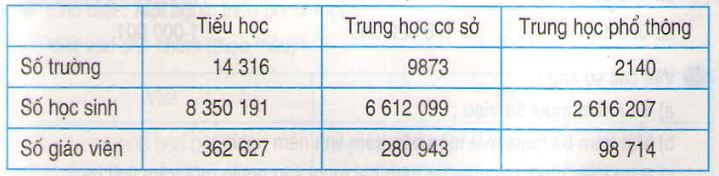 Tiểu học Trung học cơ sở Trung học phổ thông
Số trường 14 316 9873 2140
Số học sinh 8 350 191 6 612 099 2 616 207
Số giáo viên 362 627 280 943 98 714